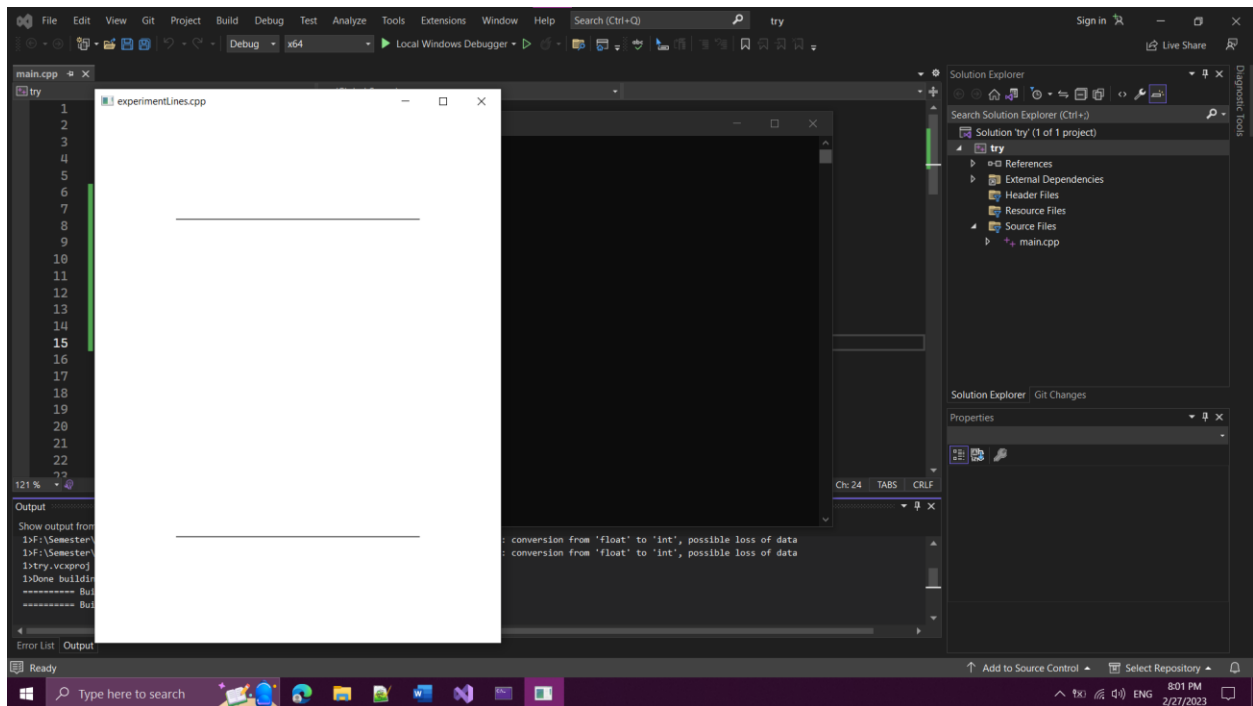 File Edit View Git Project Build Debug Test Analyze Tools Extensions Window Help Search (Ctrl+Q) try Sign in
Debug x64 Local Windows Debugger Live Share
main.cpp
try
experimentLines.cpp
1
2
3
4
5
6
7
8
9
10
11
12
13
14
15
16
17
18
19
20
21
22
23
121 % Ch: 24 TABS CRLF
Output
Show output from
1>F:\Semester\ : conversion from 'float' to 'int', possible loss of data
1>F:\Semester\ : conversion from 'float' to 'int', possible loss of data
1>try.vcxproj
1>Done buildin
========== Bui
========== Bui
Error List Output
Solution Explorer
Search Solution Explorer (Ctrl+;)
Solution 'try' (1 of 1 project)
try
References
External Dependencies
Header Files
Resource Files
Source Files
main.cpp
Solution Explorer Git Changes
Properties
Diagnostic Tools
Ready Add to Source Control Select Repository
Type here to search ENG 8:01 PM
2/27/2023